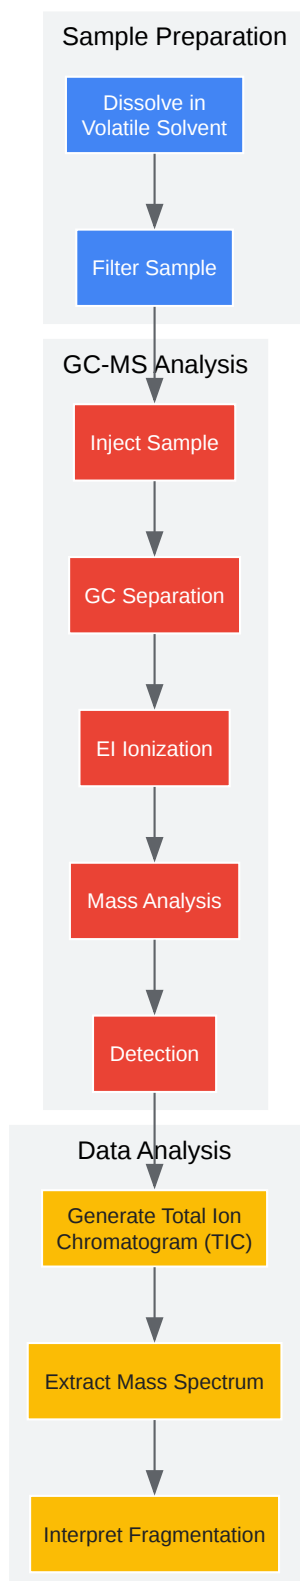 Sample Preparation
Dissolve in
Volatile Solvent
Filter Sample
GC-MS Analysis
Inject Sample
GC Separation
EI Ionization
Mass Analysis
Detection
Data Analysis
Generate Total Ion
Chromatogram (TIC)
Extract Mass Spectrum
Interpret Fragmentation